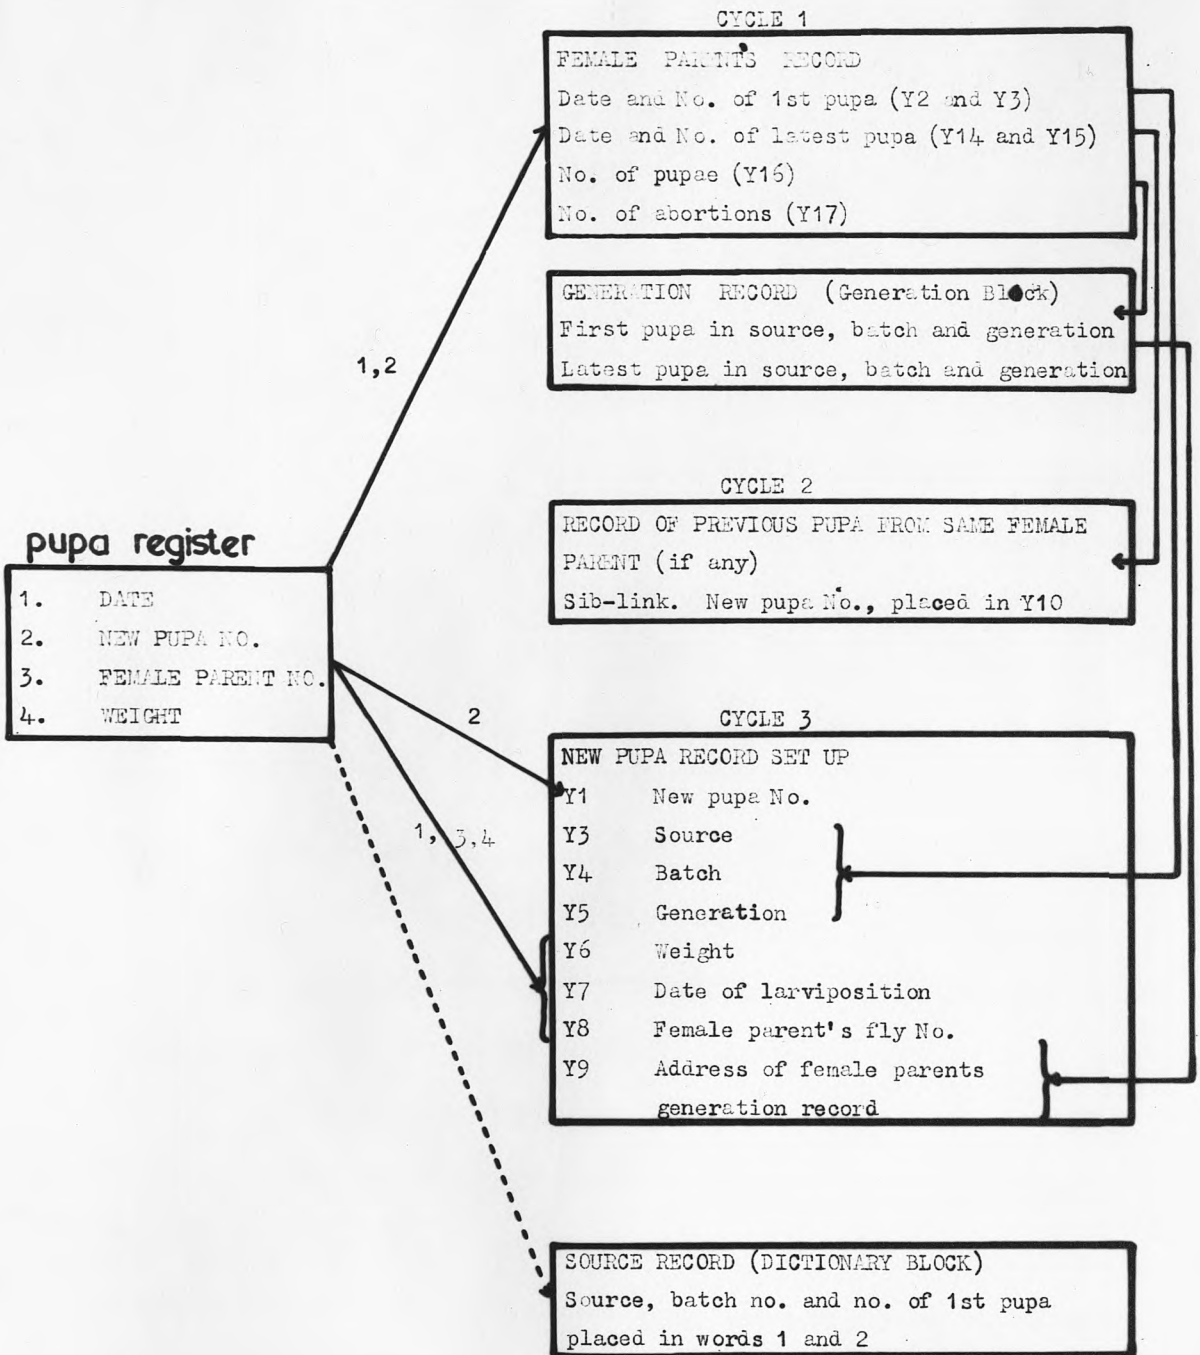 CYCLE 1
FEMALE PARENT'S RECORD
Date and No. of 1st pupa (Y2 and Y3)
Date and No. of latest pupa (Y14 and Y15)
No. of pupae (Y16)
No. of abortions (Y17)
GENERATION RECORD (Generation Block)
First pupa in source, batch and generation
Latest pupa in source, batch and generation
1,2
CYCLE 2
RECORD OF PREVIOUS PUPA FROM SAME FEMALE
PARENT (if any)
Sib-link. New pupa No., placed in Y10
pupa register
1. DATE
2. NEW PUPA NO.
3. FEMALE PARENT NO.
4. WEIGHT
2
1, 3,4
CYCLE 3
NEW PUPA RECORD SET UP
Y1 New pupa No.
Y3 Source
Y4 Batch
Y5 Generation
Y6 Weight
Y7 Date of larviposition
Y8 Female parent's fly No.
Y9 Address of female parents
generation record
SOURCE RECORD (DICTIONARY BLOCK)
Source, batch no. and no. of 1st pupa
placed in words 1 and 2